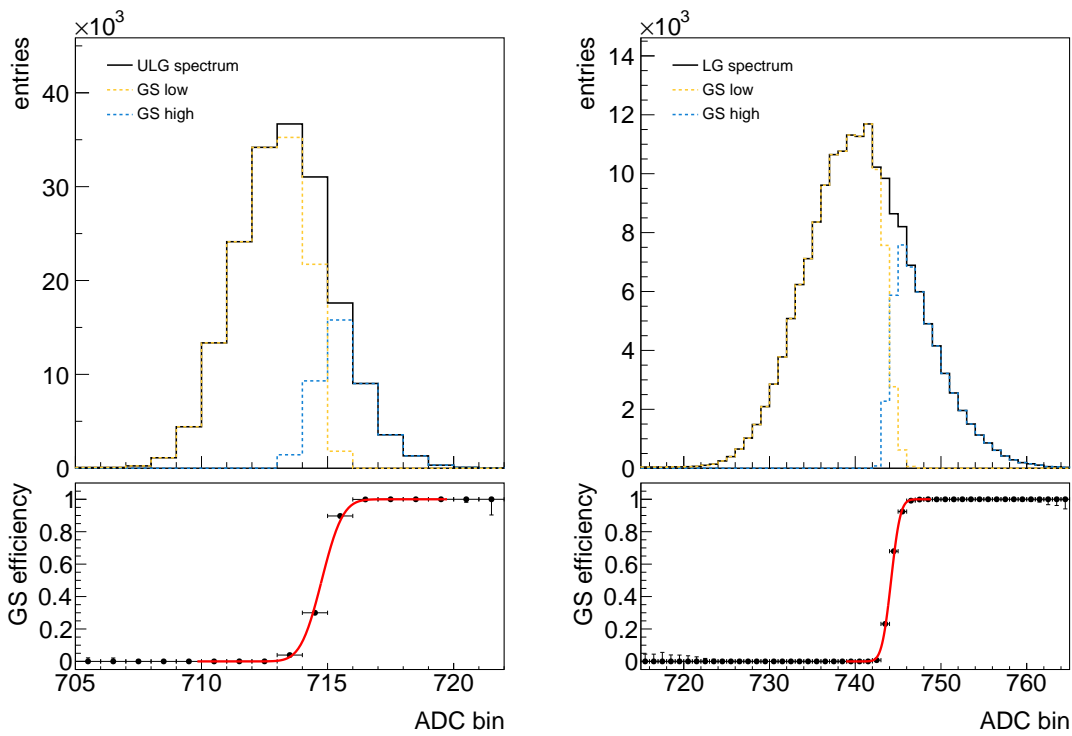 ×10³
entries
ULG spectrum
GS low
GS high
40
30
20
10
0
GS efficiency
1
0.8
0.6
0.4
0.2
0
705 710 715 720
ADC bin
×10³
entries
LG spectrum
GS low
GS high
14
12
10
8
6
4
2
0
GS efficiency
1
0.8
0.6
0.4
0.2
0
720 730 740 750 760
ADC bin